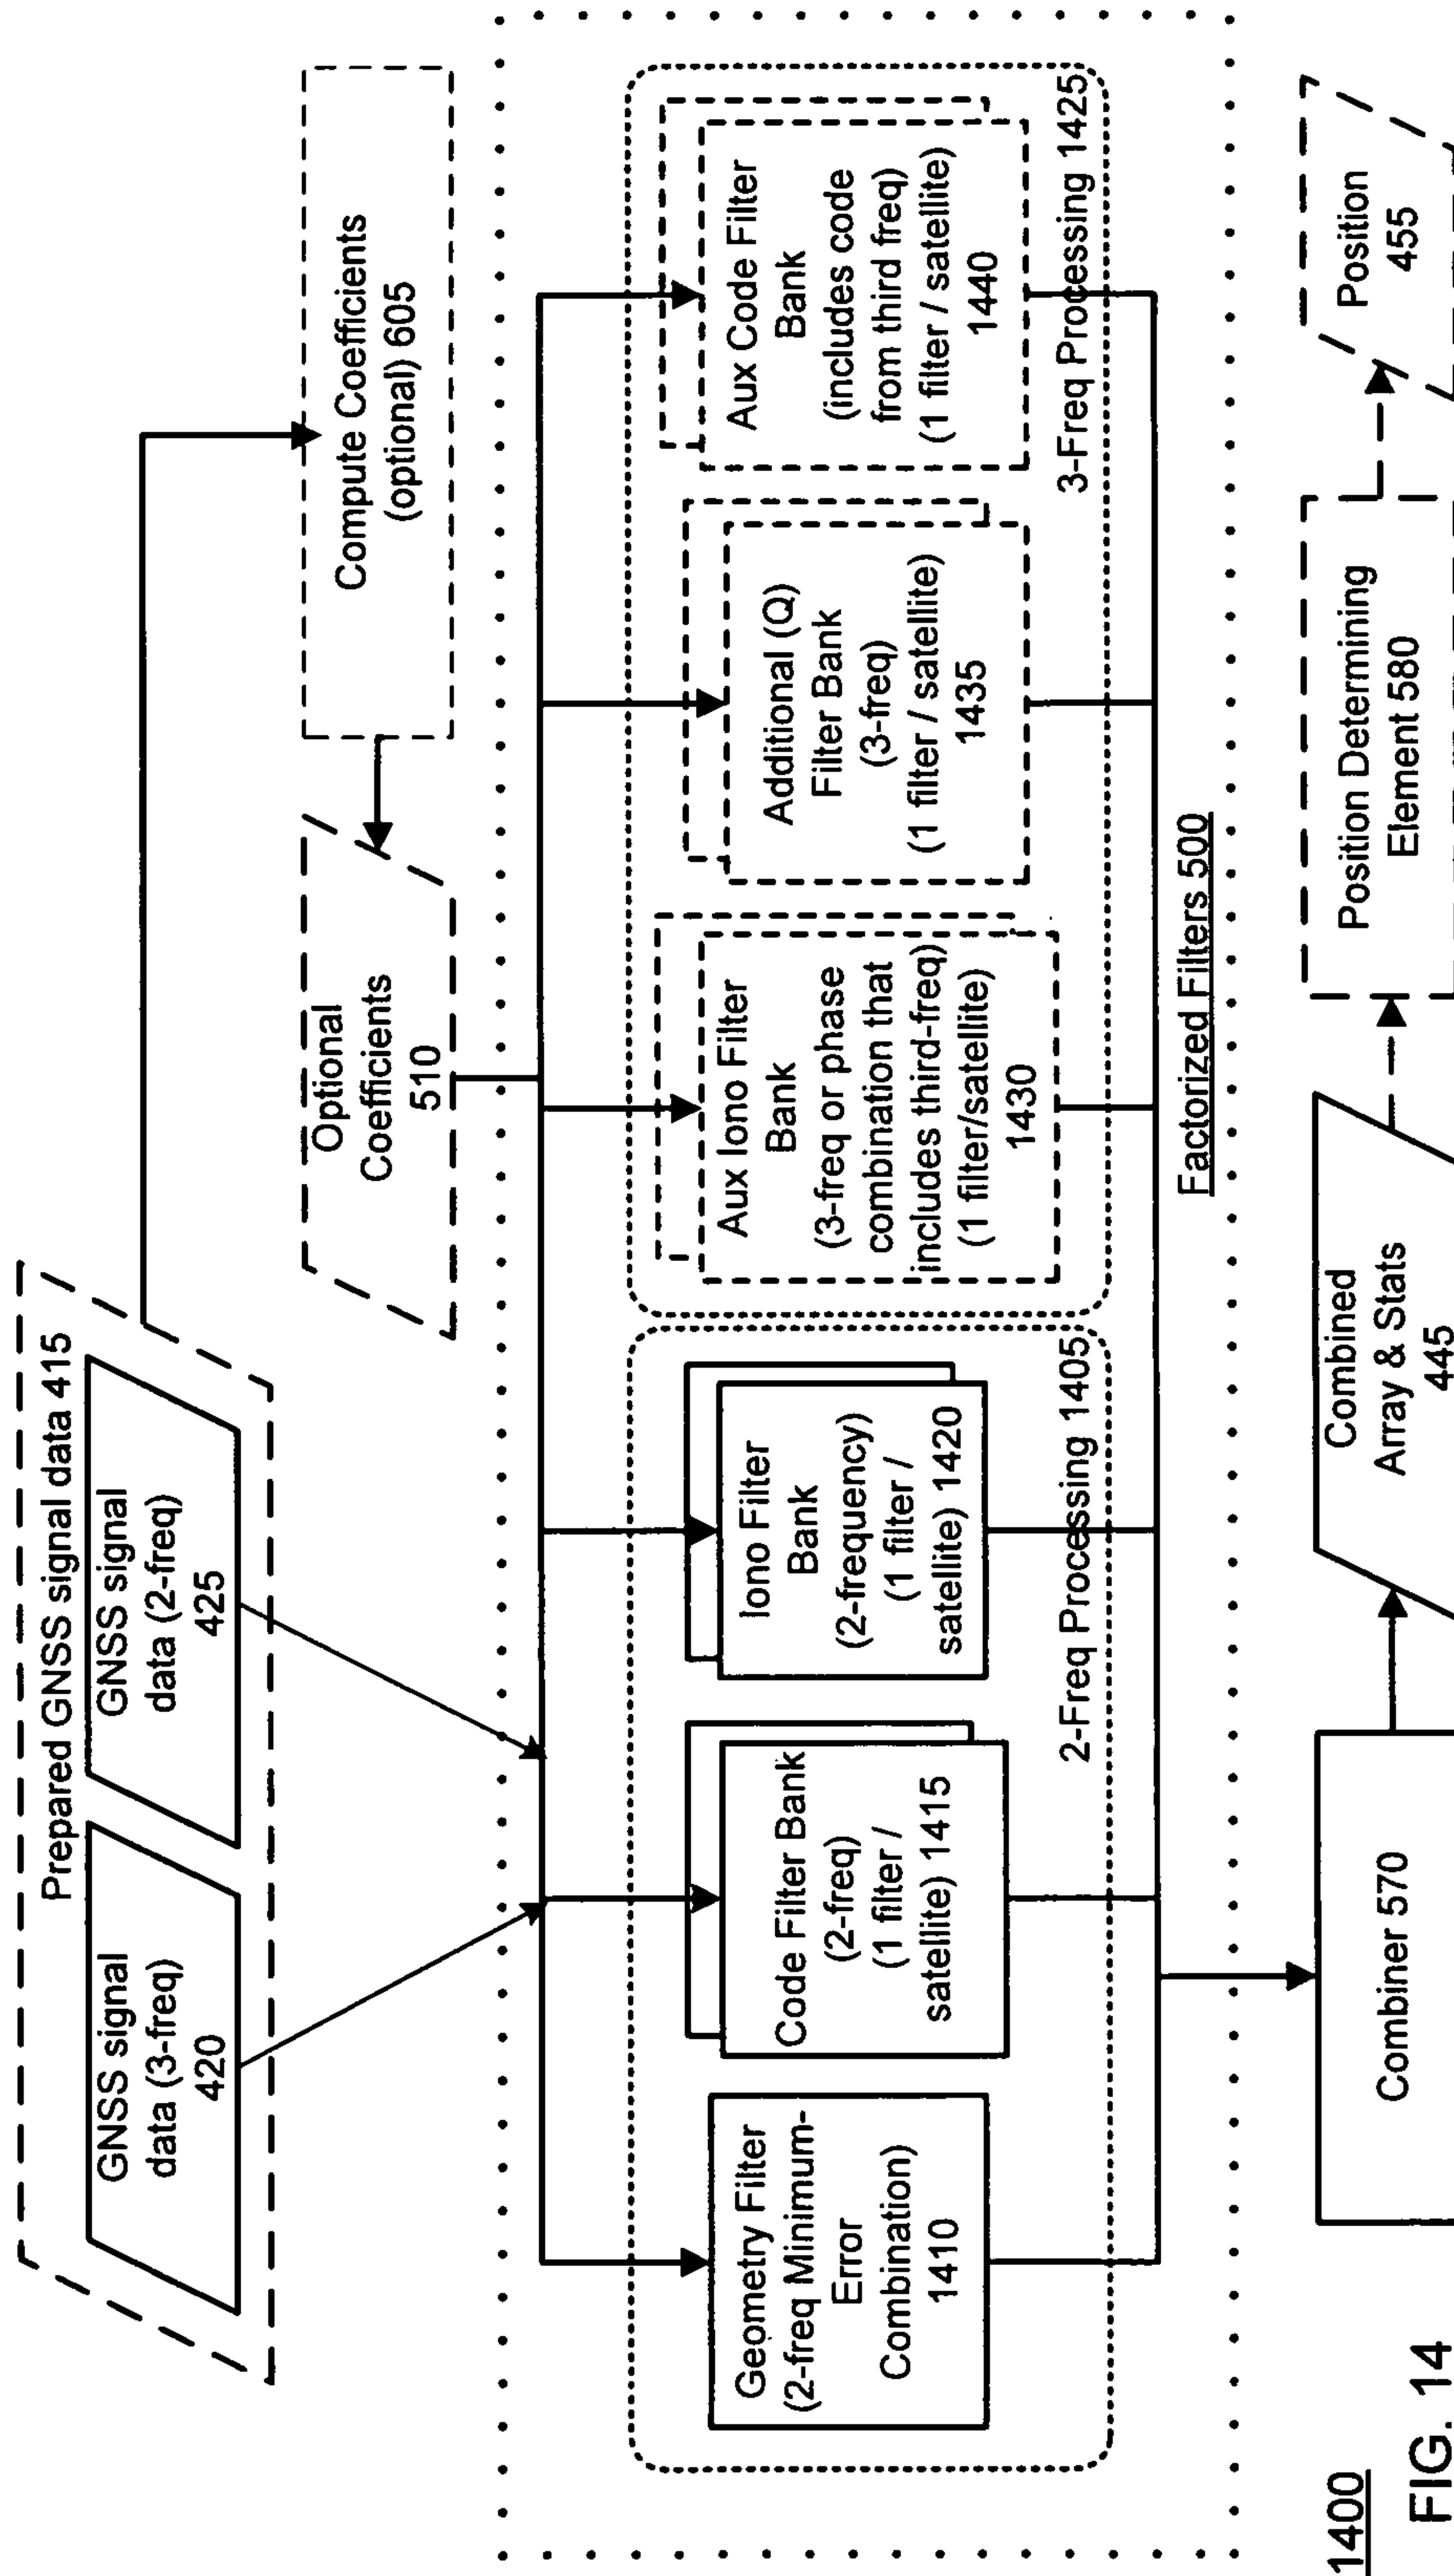 Prepared GNSS signal data 415
GNSS signal
data (3-freq)
420
GNSS signal
data (2-freq)
425
Optional
Coefficients
510
Compute Coefficients
(optional) 605
Geometry Filter
(2-freq Minimum-
Error
Combination)
1410
Code Filter Bank
(2-freq)
(1 filter /
satellite) 1415
Iono Filter
Bank
(2-frequency)
(1 filter /
satellite) 1420
2-Freq Processing 1405
Aux Iono Filter
Bank
(3-freq or phase
combination that
includes third-freq)
(1 filter/satellite)
1430
Additional (Q)
Filter Bank
(3-freq)
(1 filter / satellite)
1435
Aux Code Filter
Bank
(includes code
from third freq)
(1 filter / satellite)
1440
3-Freq Processing 1425
Factorized Filters 500
Combiner 570
Combined
Array & Stats
445
Position Determining
Element 580
Position
455
1400
FIG. 14